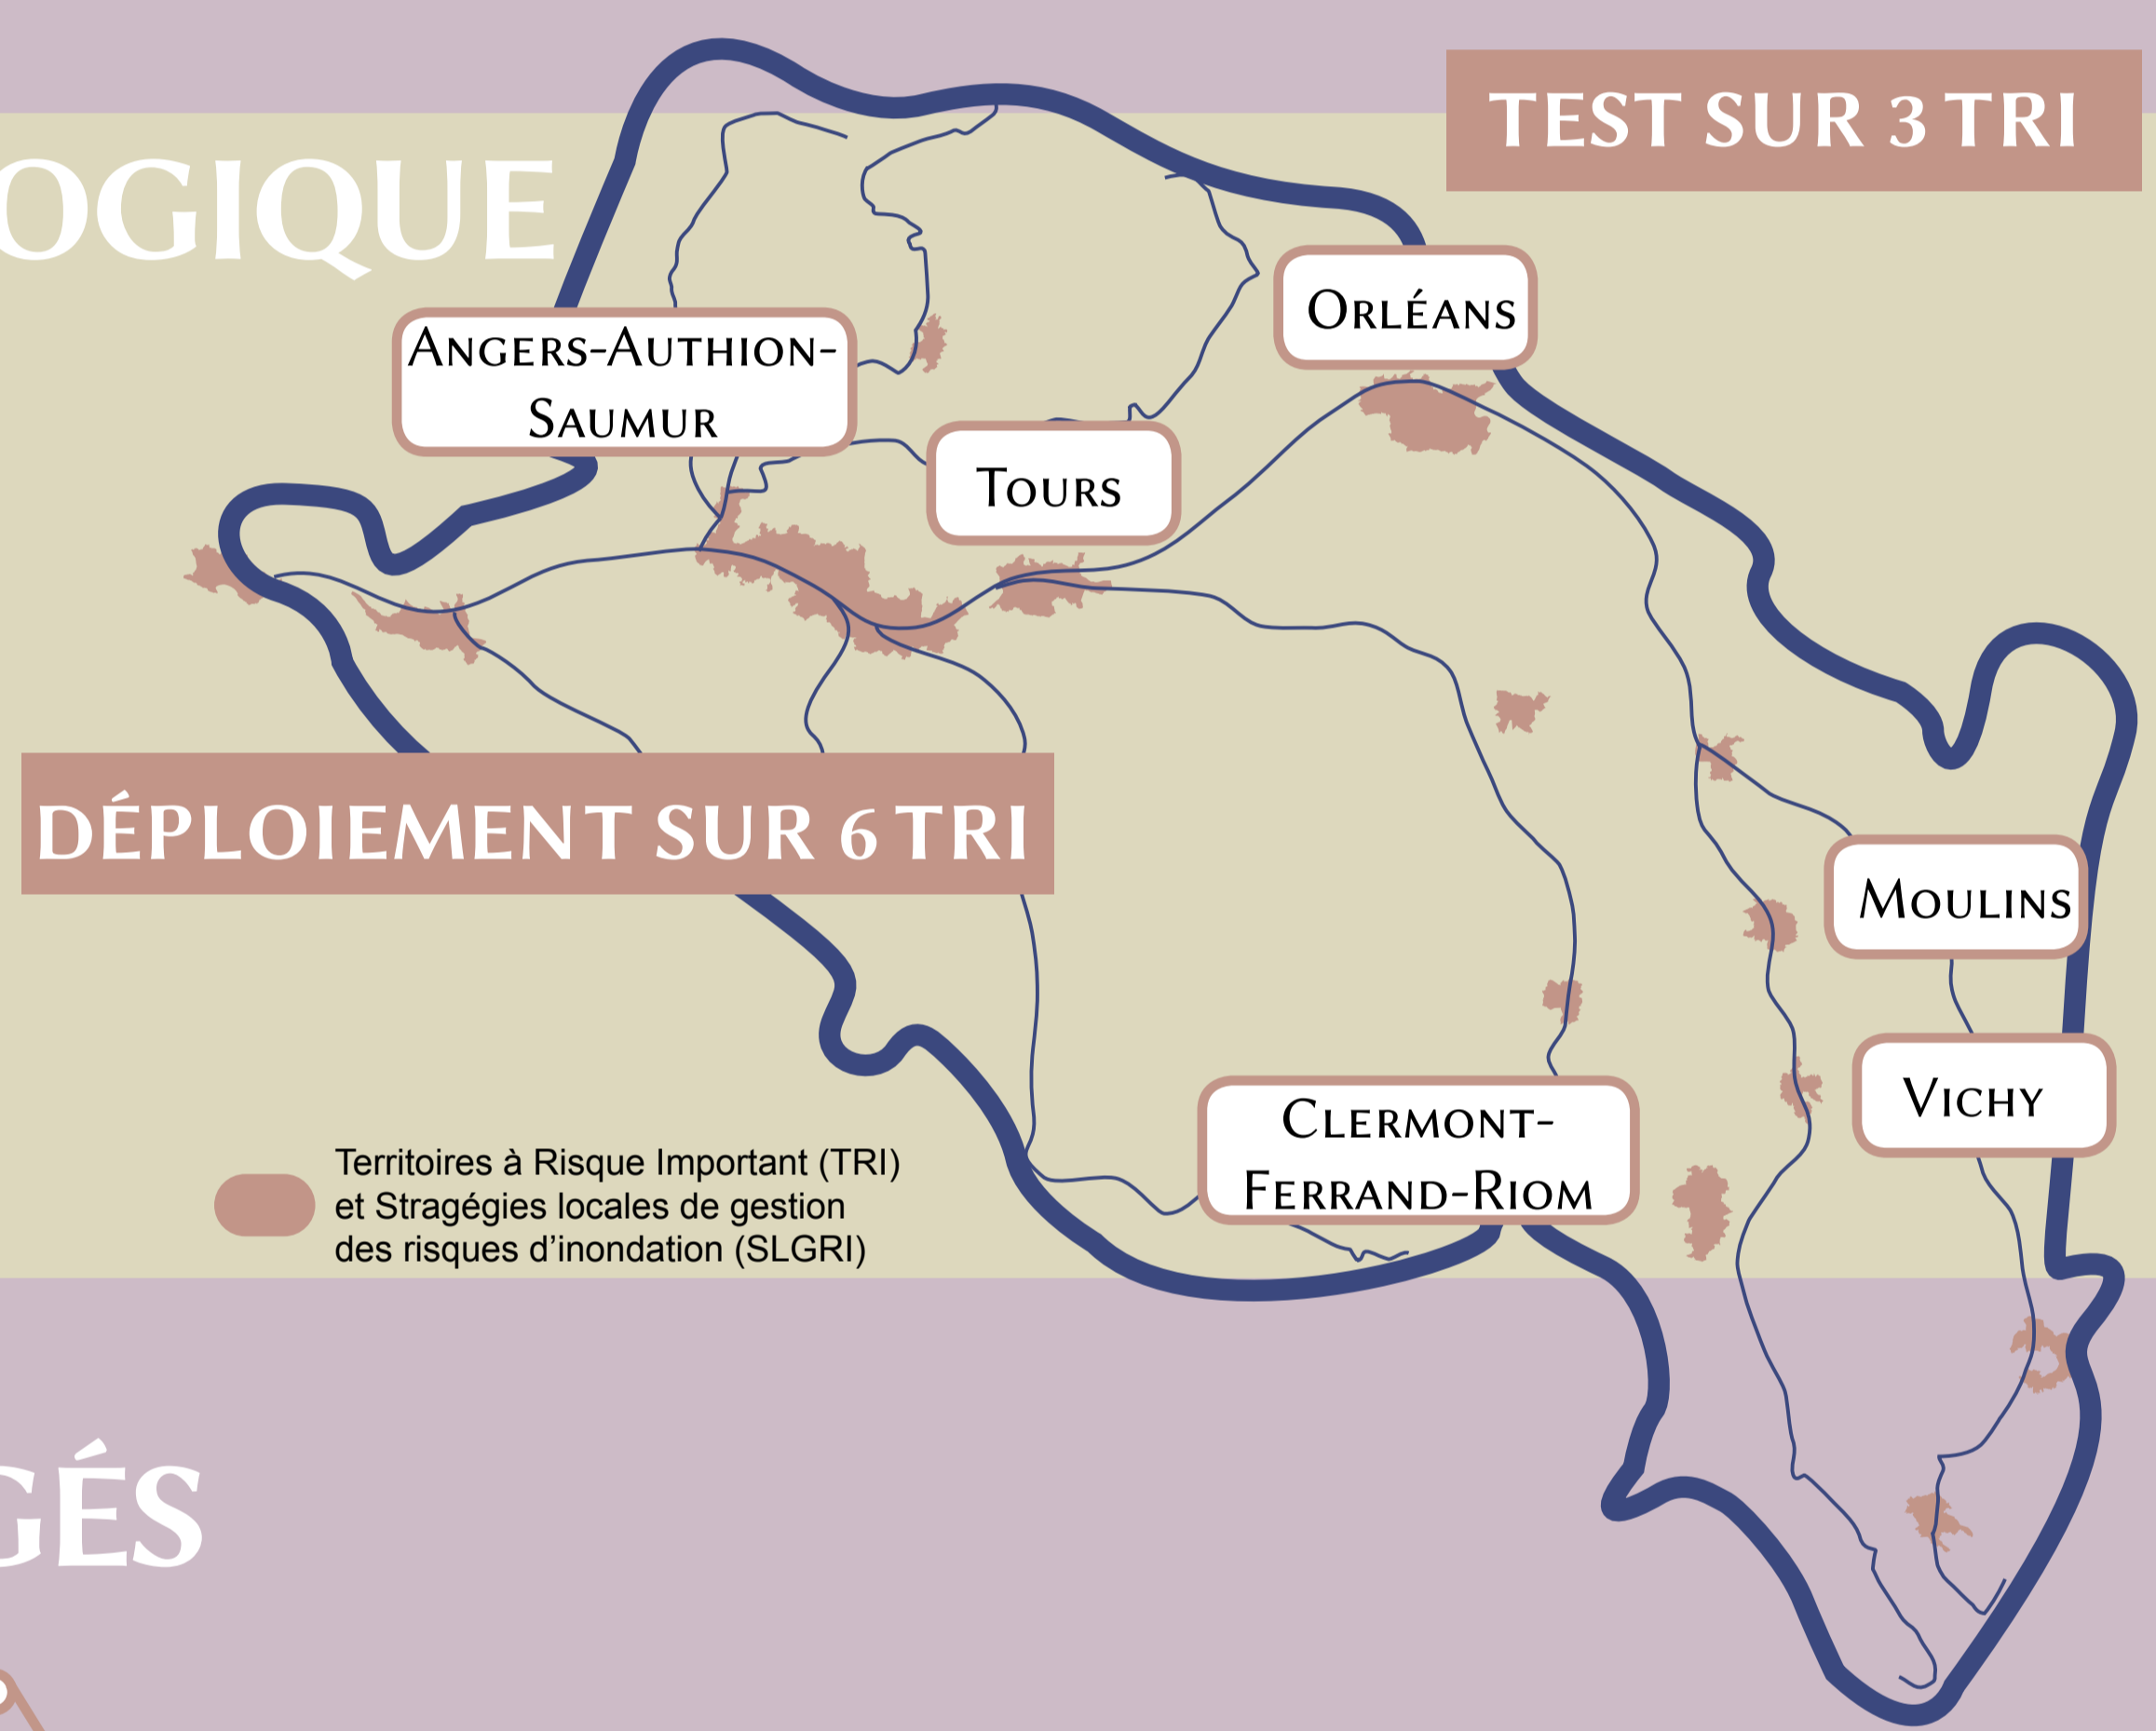 TEST SUR 3 TRI
OGIQUE
ORLÉANS
ANGERS-AUTHION-
SAUMUR
TOURS
DÉPLOIEMENT SUR 6 TRI
MOULINS
VICHY
CLERMONT-
FERRAND-RIOM
Territoires à Risque Important (TRI)
et Stragégies locales de gestion
des risques d’inondation (SLGRI)
GÉS